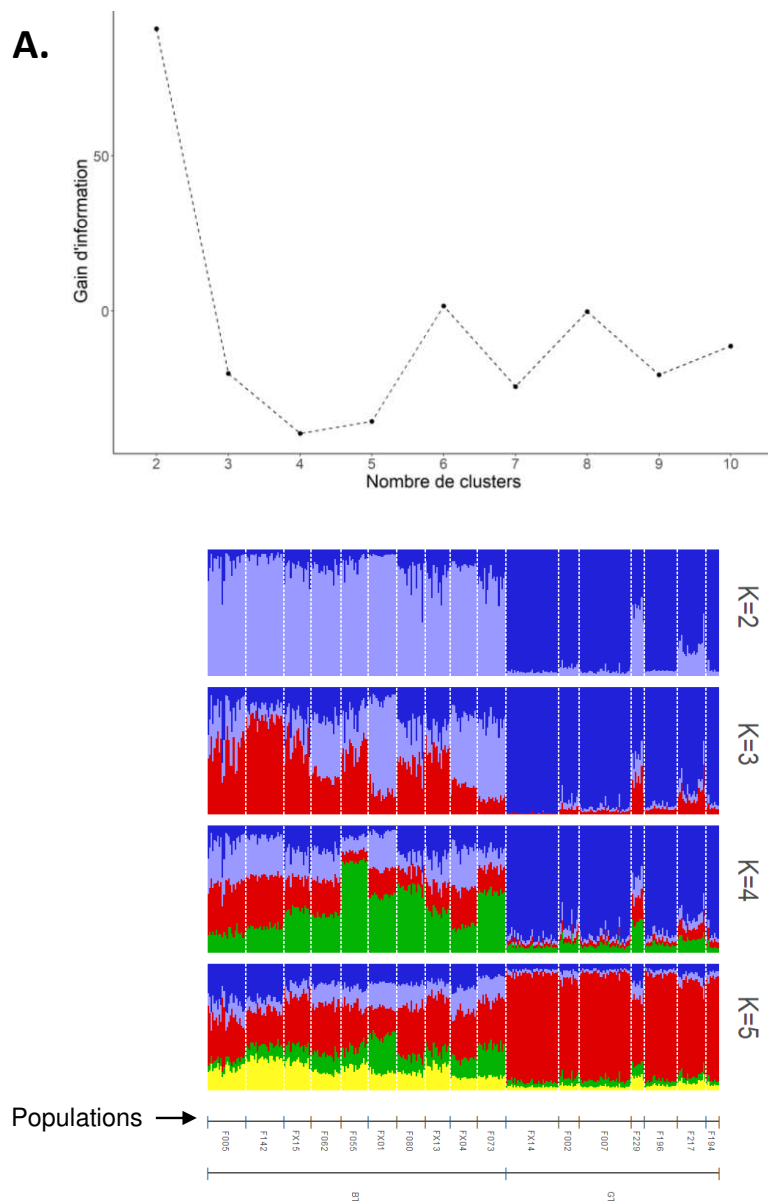 A.
50
0
Gain d'information
2 3 4 5 6 7 8 9 10
Nombre de clusters
K=2
K=3
K=4
K=5
Populations
F005 F142 FX15 F062 F055 FX01 F080 FX13 FX04 F073 FX14 F002 F007 F229 F196 F217 F194